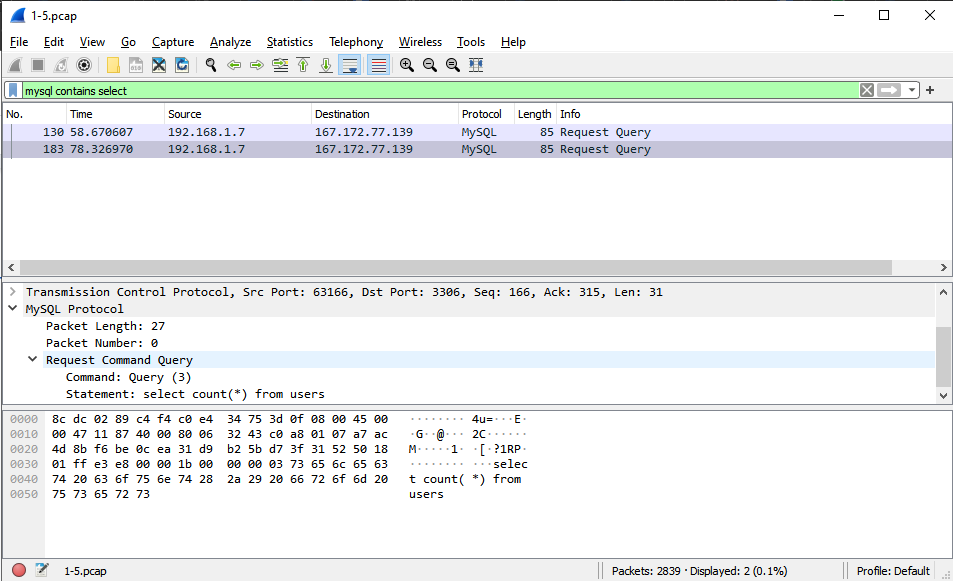 1-5.pcap
File Edit View Go Capture Analyze Statistics Telephony Wireless Tools Help
mysql contains select
No. Time Source Destination Protocol Length Info
130 58.670607 192.168.1.7 167.172.77.139 MySQL 85 Request Query
183 78.326970 192.168.1.7 167.172.77.139 MySQL 85 Request Query
Transmission Control Protocol, Src Port: 63166, Dst Port: 3306, Seq: 166, Ack: 315, Len: 31
MySQL Protocol
Packet Length: 27
Packet Number: 0
Request Command Query
Command: Query (3)
Statement: select count(*) from users
0000 8c dc 02 89 c4 f4 c0 e4 34 75 3d 0f 08 00 45 00 ········ 4u=···E·
0010 00 47 11 87 40 00 80 06 32 43 c0 a8 01 07 a7 ac ·G··@··· 2C······
0020 4d 8b f6 be 0c ea 31 d9 b2 5b d7 3f 31 52 50 18 M·····1· ·[·?1RP·
0030 01 ff e3 e8 00 00 1b 00 00 00 03 73 65 6c 65 63 ········ ···selec
0040 74 20 63 6f 75 6e 74 28 2a 29 20 66 72 6f 6d 20 t count( *) from
0050 75 73 65 72 73 users
1-5.pcap Packets: 2839 · Displayed: 2 (0.1%) Profile: Default